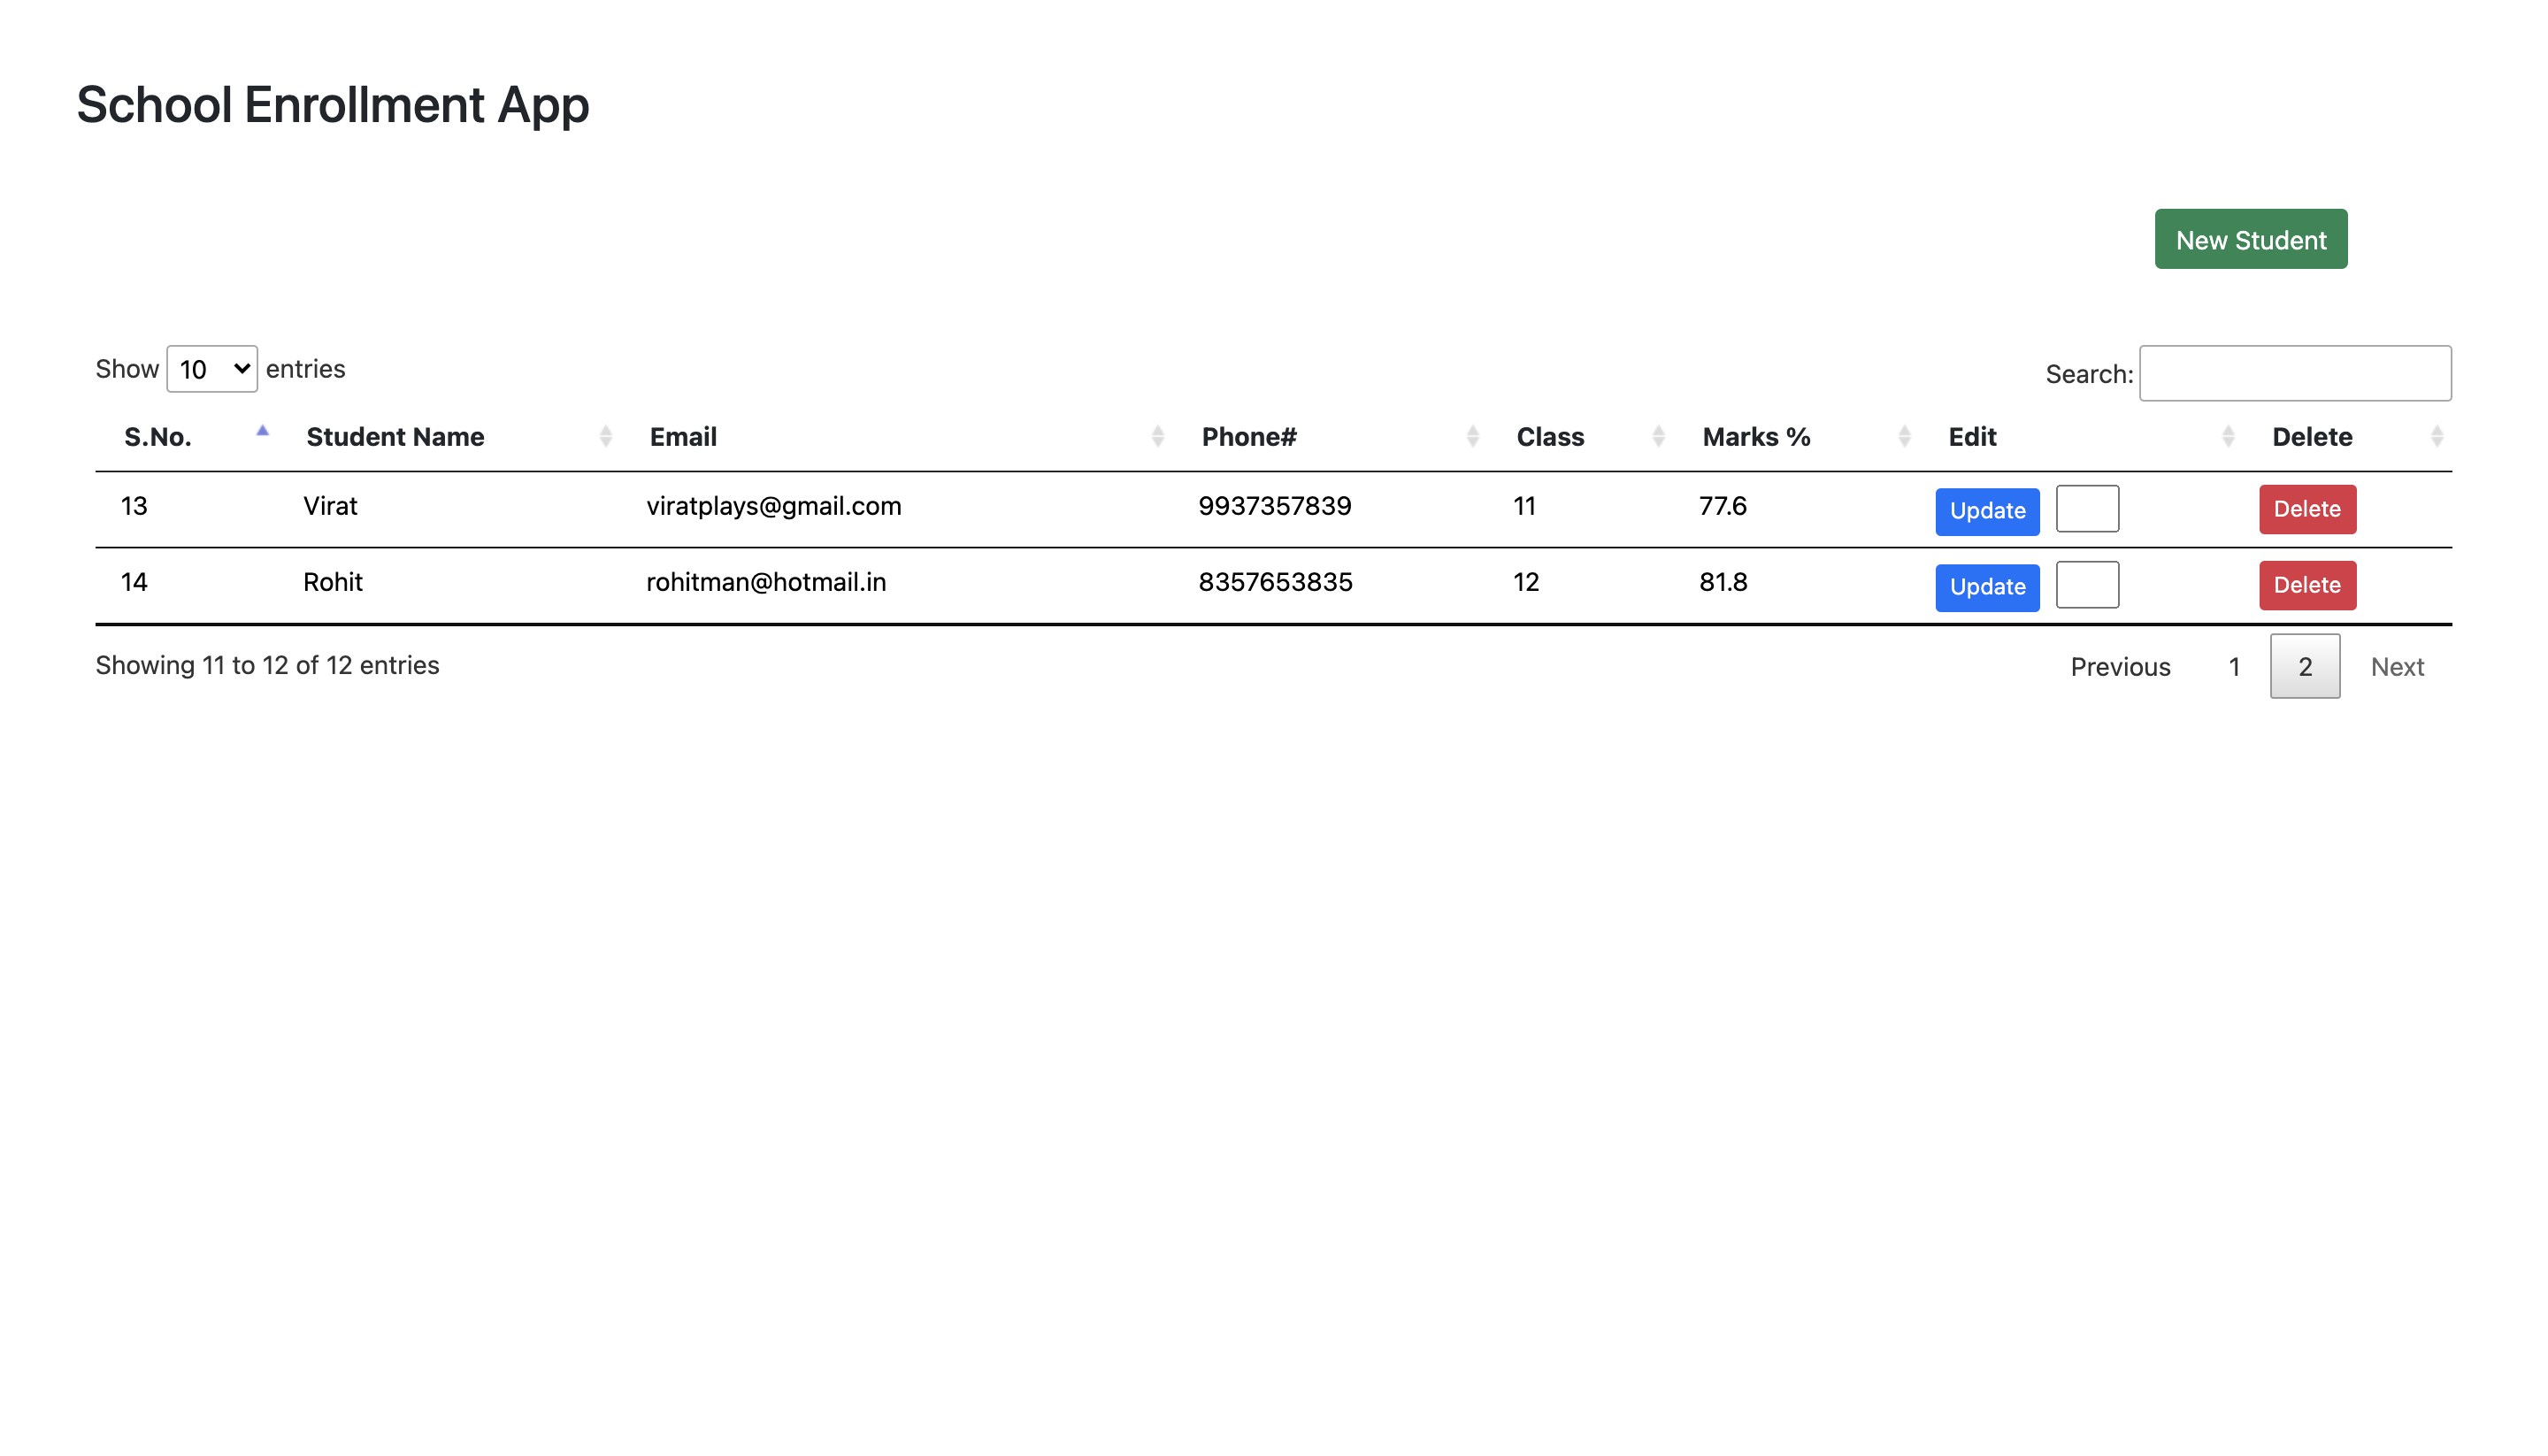 School Enrollment App
New Student
Show 10 entries
Search:
S.No. Student Name Email Phone# Class Marks % Edit Delete
13 Virat viratplays@gmail.com 9937357839 11 77.6 Update Delete
14 Rohit rohitman@hotmail.in 8357653835 12 81.8 Update Delete
Showing 11 to 12 of 12 entries
Previous 1 2 Next